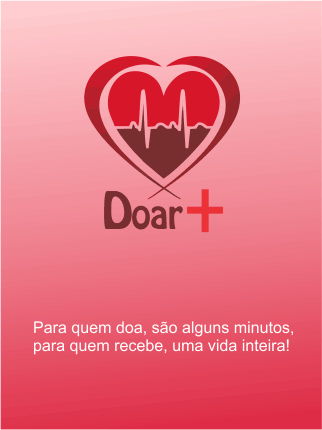 Doar+
Para quem doa, são alguns minutos,
para quem recebe, uma vida inteira!